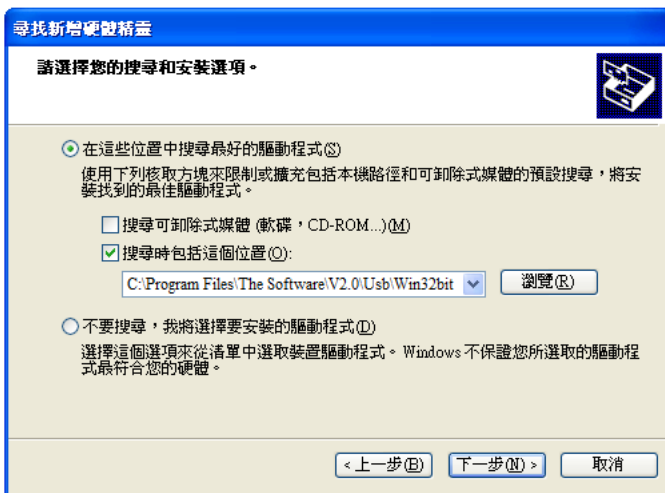 尋找新增硬體精靈
請選擇您的搜尋和安裝選項。
在這些位置中搜尋最好的驅動程式(S)
使用下列核取方塊來限制或擴充包括本機路徑和可卸除式媒體的預設搜尋，將安
裝找到的最佳驅動程式。
搜尋可卸除式媒體 (軟碟，CD-ROM...)(M)
搜尋時包括這個位置(O):
C:\Program Files\The Software\V2.0\Usb\Win32bit
瀏覽(R)
不要搜尋，我將選擇要安裝的驅動程式(D)
選擇這個選項來從清單中選取裝置驅動程式。Windows 不保證您所選取的驅動程
式最符合您的硬體。
<上一步(B)
下一步(N)>
取消